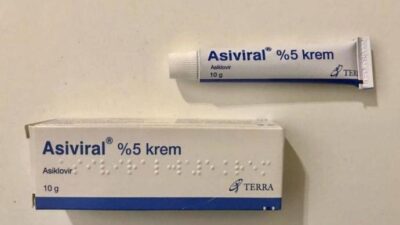 Asiviral® %5 krem
Asiklovir
10 g
TERRA
Asiviral® %5 krem
Asiklovir
10 g
TERRA